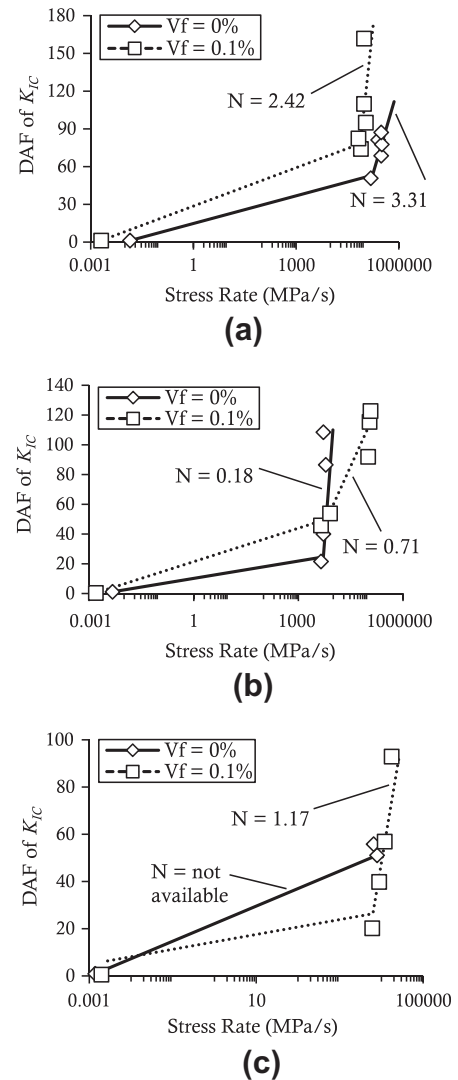 180
Vf = 0%
Vf = 0.1%
150
120
N = 2.42
90
60
N = 3.31
30
0
DAF of KIC
0.001 1 1000 1000000
Stress Rate (MPa/s)
(a)
140
Vf = 0%
Vf = 0.1%
120
100
80
N = 0.18
60
40
N = 0.71
20
0
DAF of KIC
0.001 1 1000 1000000
Stress Rate (MPa/s)
(b)
100
Vf = 0%
Vf = 0.1%
80
N = 1.17
60
N = not
available
40
20
0
DAF of KIC
0.001 10 100000
Stress Rate (MPa/s)
(c)